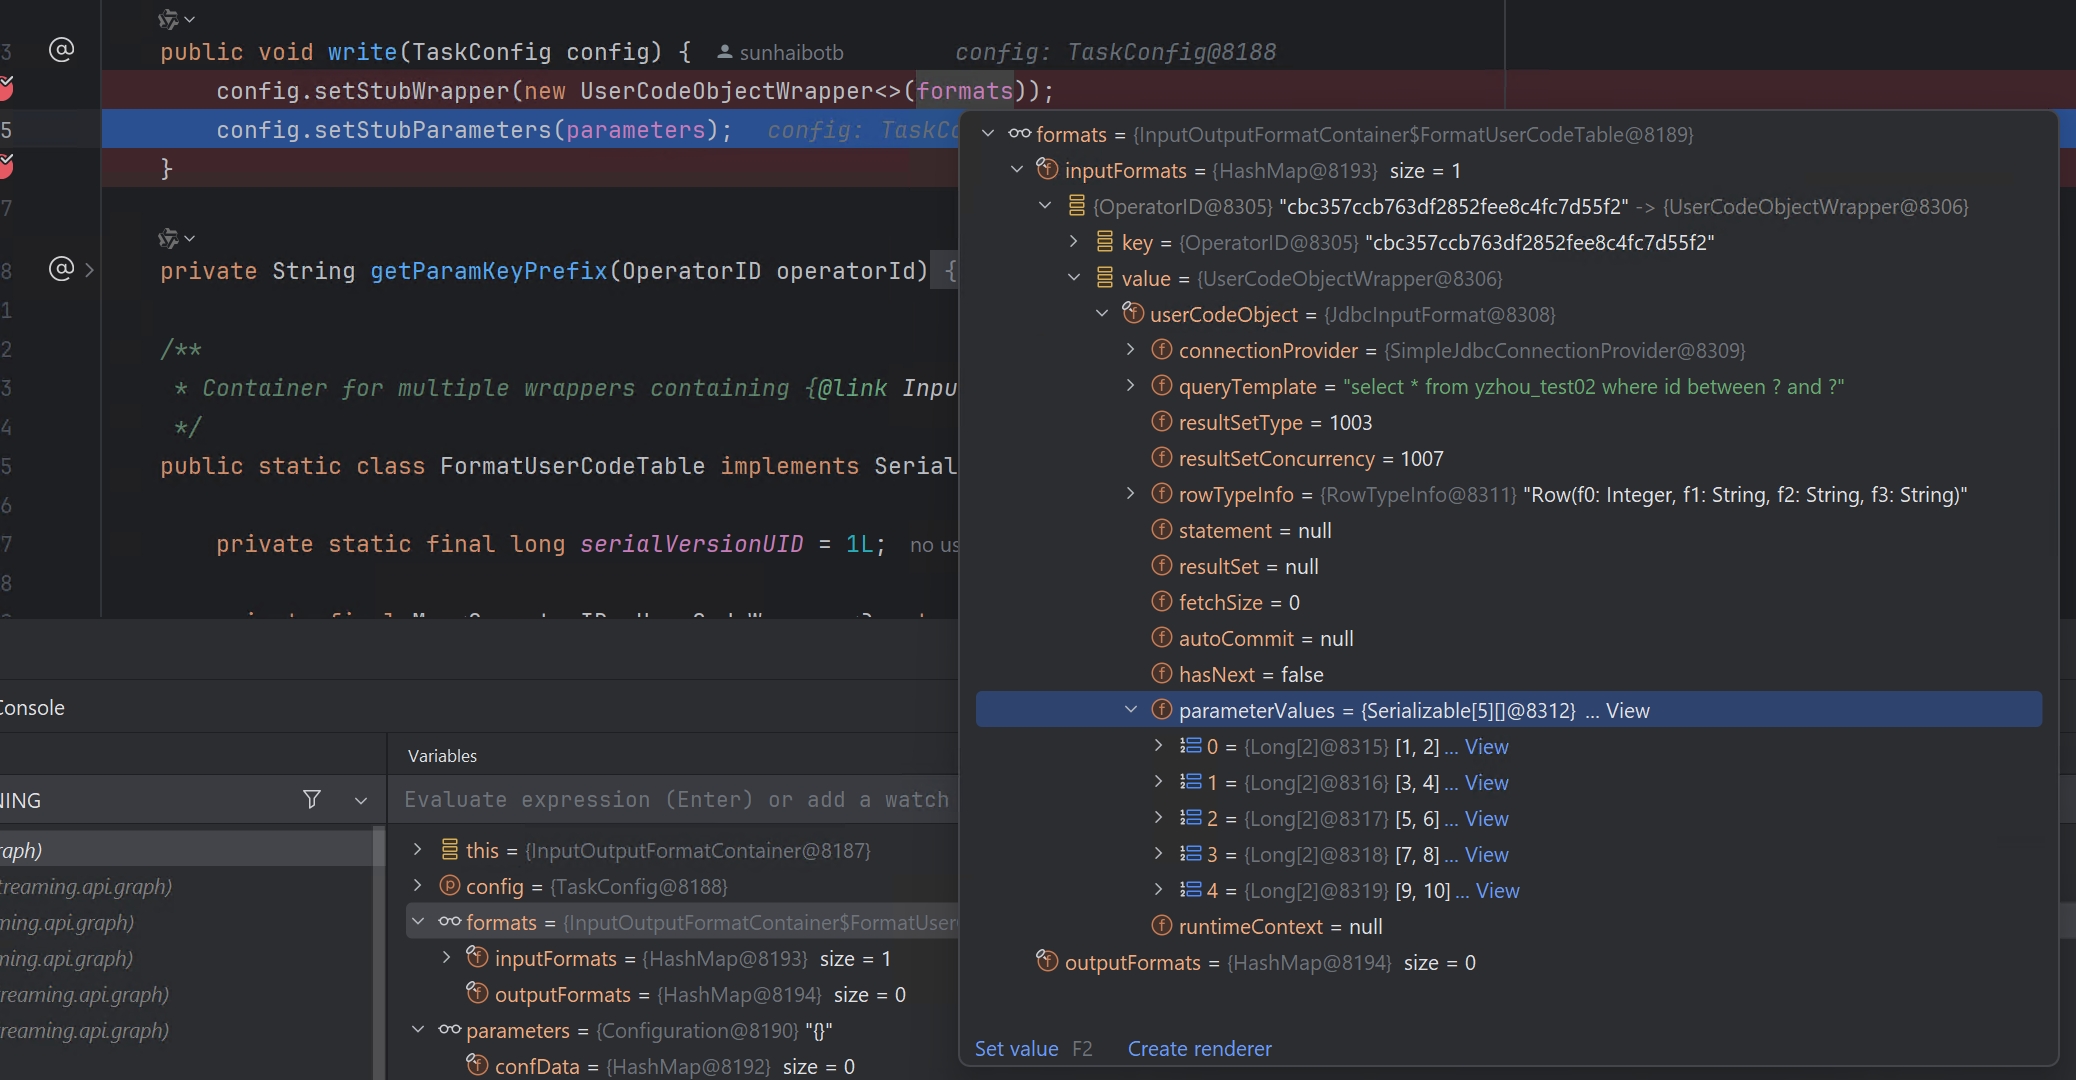 3 @ public void write(TaskConfig config) { sunhaibotb config: TaskConfig@8188
config.setStubWrapper(new UserCodeObjectWrapper<>(formats));
5 config.setStubParameters(parameters); config: TaskCo
}
7
8 @ private String getParamKeyPrefix(OperatorID operatorId) {
1
2 /**
3 * Container for multiple wrappers containing {@link Inpu
4 */
5 public static class FormatUserCodeTable implements Serial
6
7 private static final long serialVersionUID = 1L; no us
8
formats = {InputOutputFormatContainer$FormatUserCodeTable@8189}
inputFormats = {HashMap@8193} size = 1
{OperatorID@8305} "cbc357ccb763df2852fee8c4fc7d55f2" -> {UserCodeObjectWrapper@8306}
key = {OperatorID@8305} "cbc357ccb763df2852fee8c4fc7d55f2"
value = {UserCodeObjectWrapper@8306}
userCodeObject = {JdbcInputFormat@8308}
connectionProvider = {SimpleJdbcConnectionProvider@8309}
queryTemplate = "select * from yzhou_test02 where id between ? and ?"
resultSetType = 1003
resultSetConcurrency = 1007
rowTypeInfo = {RowTypeInfo@8311} "Row(f0: Integer, f1: String, f2: String, f3: String)"
statement = null
resultSet = null
fetchSize = 0
autoCommit = null
hasNext = false
parameterValues = {Serializable[5][]@8312} ... View
0 = {Long[2]@8315} [1, 2] ... View
1 = {Long[2]@8316} [3, 4] ... View
2 = {Long[2]@8317} [5, 6] ... View
3 = {Long[2]@8318} [7, 8] ... View
4 = {Long[2]@8319} [9, 10] ... View
runtimeContext = null
outputFormats = {HashMap@8194} size = 0
Set value F2 Create renderer
Console
Variables
NING
Evaluate expression (Enter) or add a watch
raph)
treaming.api.graph)
ming.api.graph)
ming.api.graph)
reaming.api.graph)
reaming.api.graph)
this = {InputOutputFormatContainer@8187}
config = {TaskConfig@8188}
formats = {InputOutputFormatContainer$FormatUser
inputFormats = {HashMap@8193} size = 1
outputFormats = {HashMap@8194} size = 0
parameters = {Configuration@8190} "{}"
confData = {HashMap@8192} size = 0